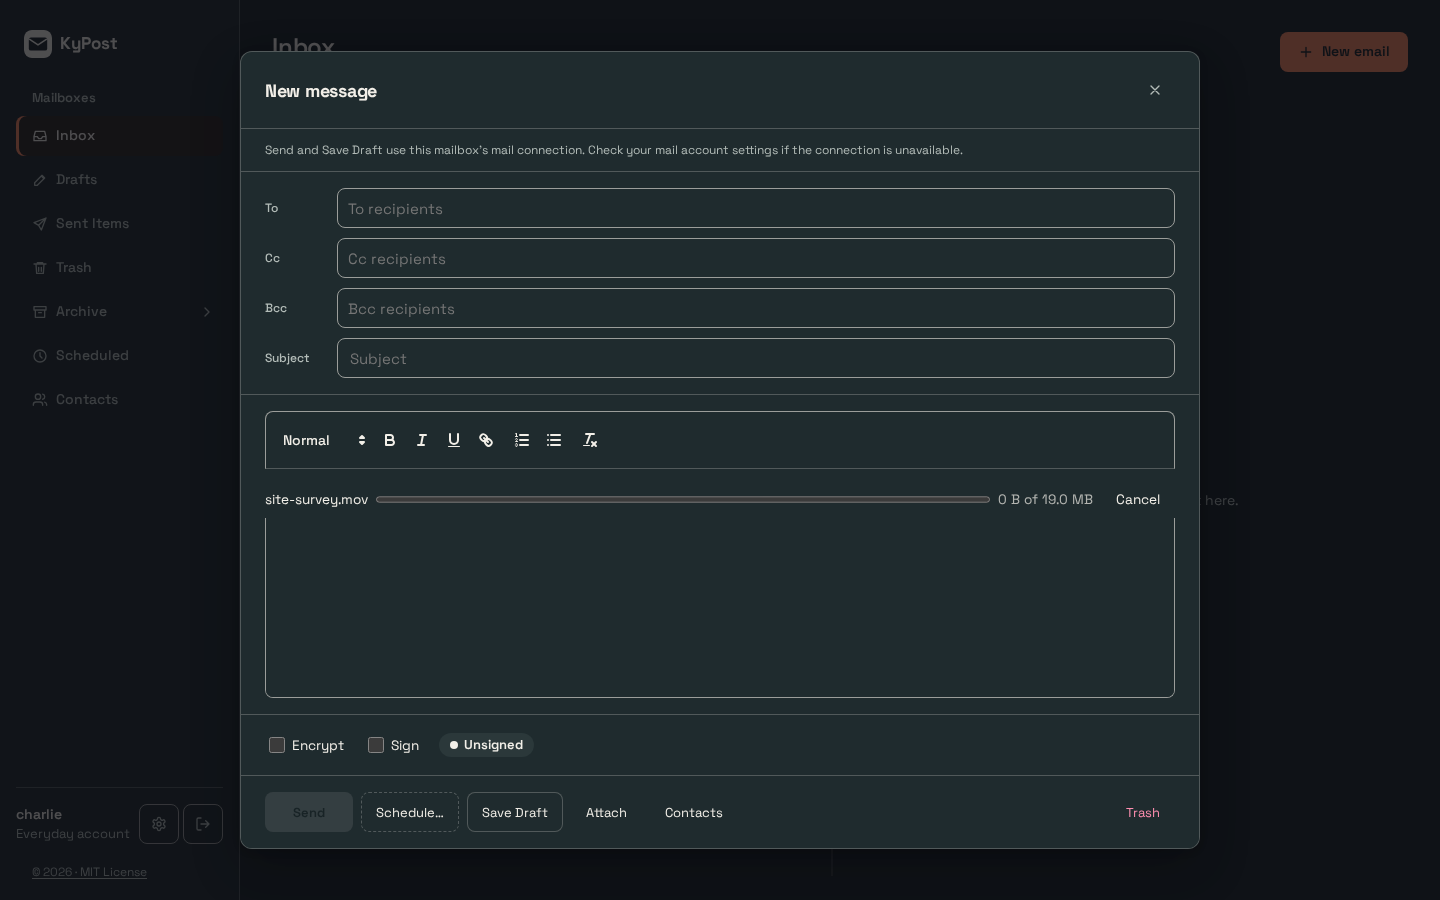 KyPost
Inbox
New email
Mailboxes
Inbox
Drafts
Sent Items
Trash
Archive
Scheduled
Contacts
charlie
Everyday account
© 2026 · MIT License
here.
New message
Send and Save Draft use this mailbox's mail connection. Check your mail account settings if the connection is unavailable.
To
To recipients
Cc
Cc recipients
Bcc
Bcc recipients
Subject
Subject
Normal
site-survey.mov 0 B of 19.0 MB Cancel
Encrypt Sign Unsigned
Send Schedule... Save Draft Attach Contacts Trash